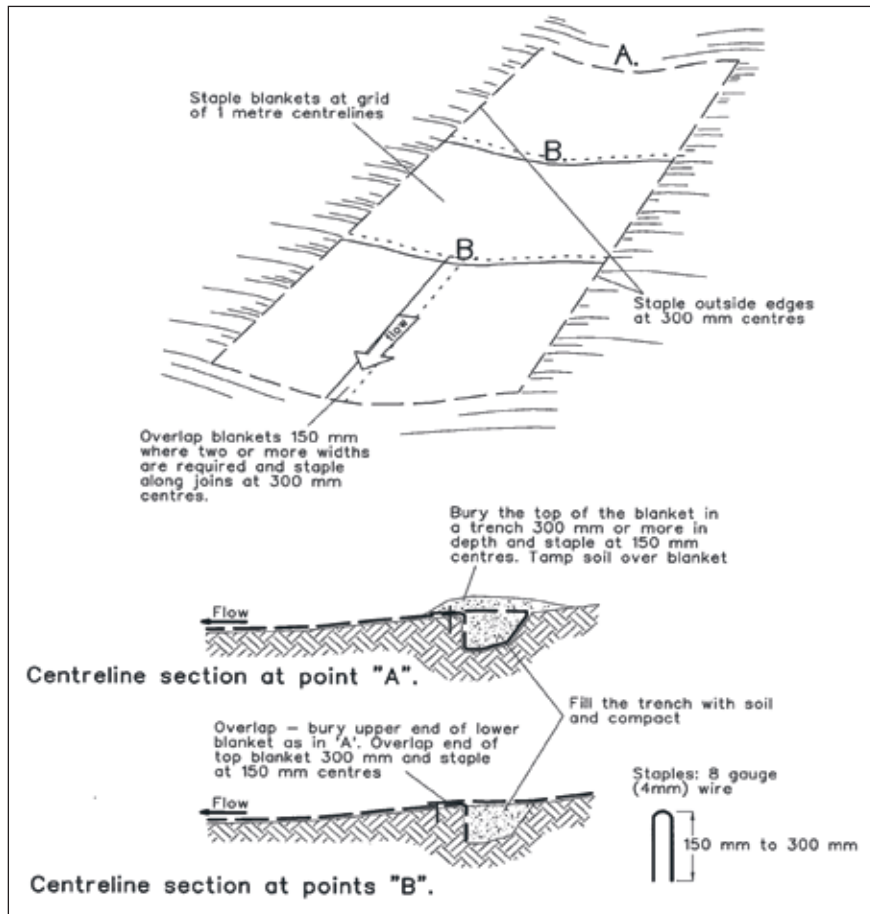 A.
Staple blankets at grid
of 1 metre centrelines
B.
B.
Staple outside edges
at 300 mm centres
flow
Overlap blankets 150 mm
where two or more widths
are required and staple
along joins at 300 mm
centres.
Bury the top of the blanket in
a trench 300 mm or more in
depth and staple at 150 mm
centres. Tamp soil over blanket
Flow
Centreline section at point "A".
Fill the trench with soil
and compact
Overlap – bury upper end of lower
blanket as in 'A'. Overlap end of
top blanket 300 mm and staple
at 150 mm centres
Staples: 8 gauge
(4mm) wire
Flow
150 mm to 300 mm
Centreline section at points "B".